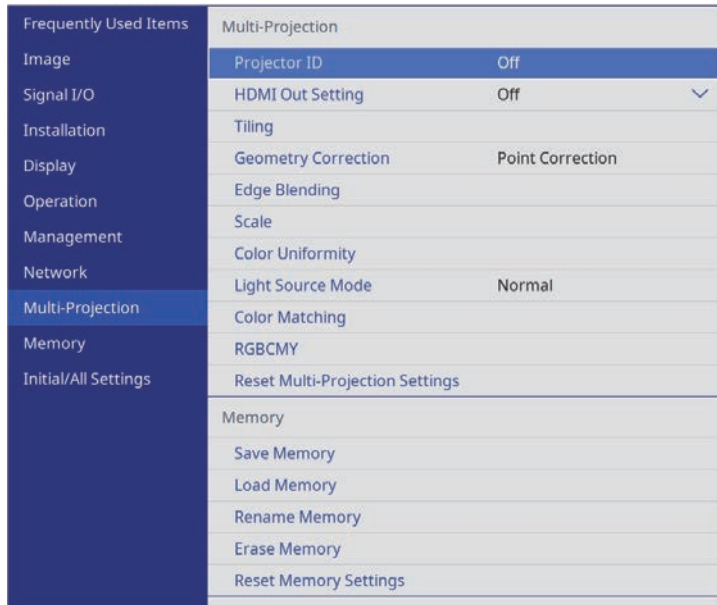 Frequently Used Items
Image
Signal I/O
Installation
Display
Operation
Management
Network
Multi-Projection
Memory
Initial/All Settings
Multi-Projection
Projector ID Off
HDMI Out Setting Off
Tiling
Geometry Correction Point Correction
Edge Blending
Scale
Color Uniformity
Light Source Mode Normal
Color Matching
RGBCMY
Reset Multi-Projection Settings
Memory
Save Memory
Load Memory
Rename Memory
Erase Memory
Reset Memory Settings